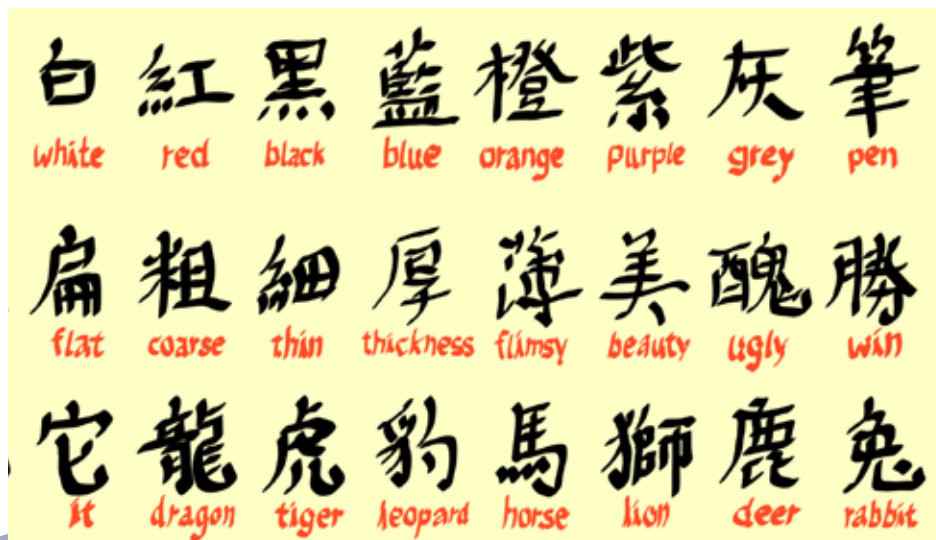 白 紅 黑 藍 橙 紫 灰 筆
white red black blue orange purple grey pen
扁 粗 細 厚 薄 美 醜 勝
flat coarse thin thickness flimsy beauty ugly win
它 龍 虎 豹 馬 獅 鹿 兔
it dragon tiger leopard horse lion deer rabbit